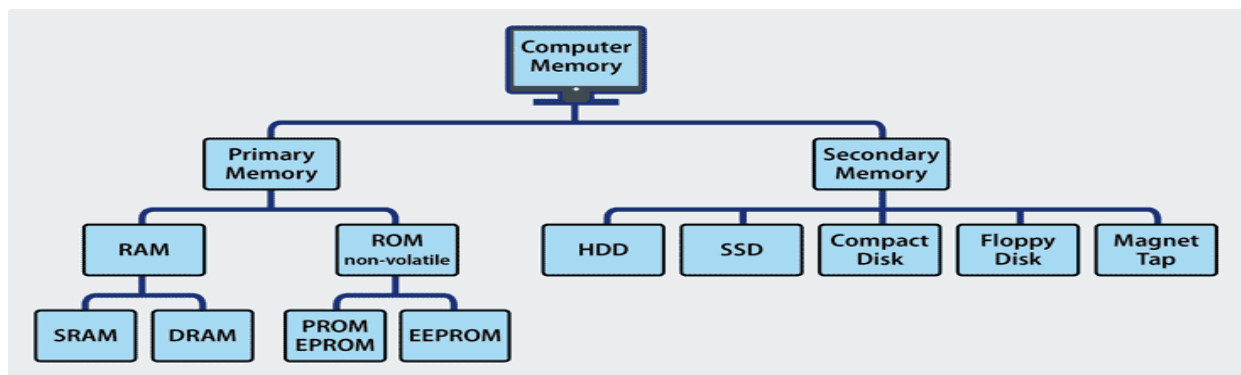 Computer
Memory
Primary
Memory
Secondary
Memory
RAM
ROM
non-volatile
HDD
SSD
Compact
Disk
Floppy
Disk
Magnet
Tap
SRAM
DRAM
PROM
EPROM
EEPROM